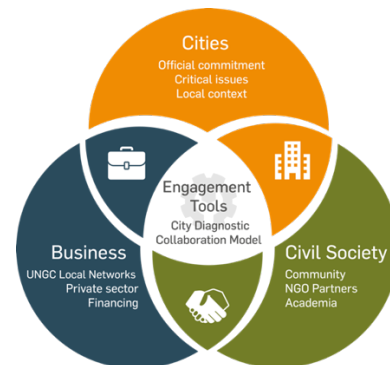 Cities
Official commitment
Critical issues
Local context
Engagement
Tools
City Diagnostic
Collaboration Model
Business
UNGC Local Networks
Private sector
Financing
Civil Society
Community
NGO Partners
Academia